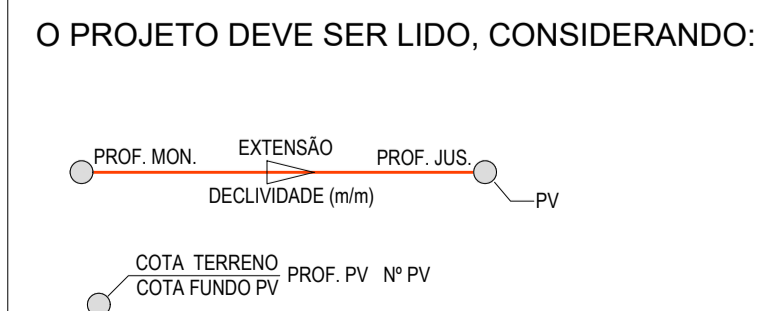 O PROJETO DEVE SER LIDO, CONSIDERANDO:
PROF. MON. EXTENSÃO PROF. JUS.
DECLIVIDADE (m/m)
PV
COTA TERRENO
COTA FUNDO PV PROF. PV Nº PV